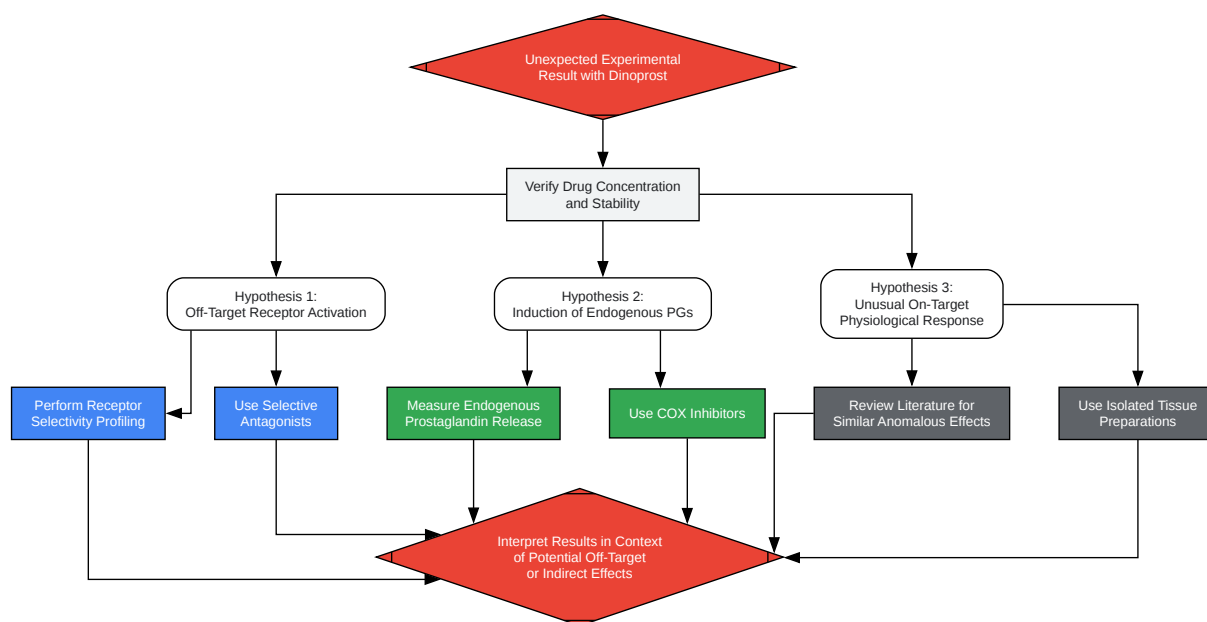 Unexpected Experimental
Result with Dinoprost
Verify Drug Concentration
and Stability
Hypothesis 1:
Off-Target Receptor Activation
Hypothesis 2:
Induction of Endogenous PGs
Hypothesis 3:
Unusual On-Target
Physiological Response
Perform Receptor
Selectivity Profiling
Use Selective
Antagonists
Measure Endogenous
Prostaglandin Release
Use COX Inhibitors
Review Literature for
Similar Anomalous Effects
Use Isolated Tissue
Preparations
Interpret Results in Context
of Potential Off-Target
or Indirect Effects